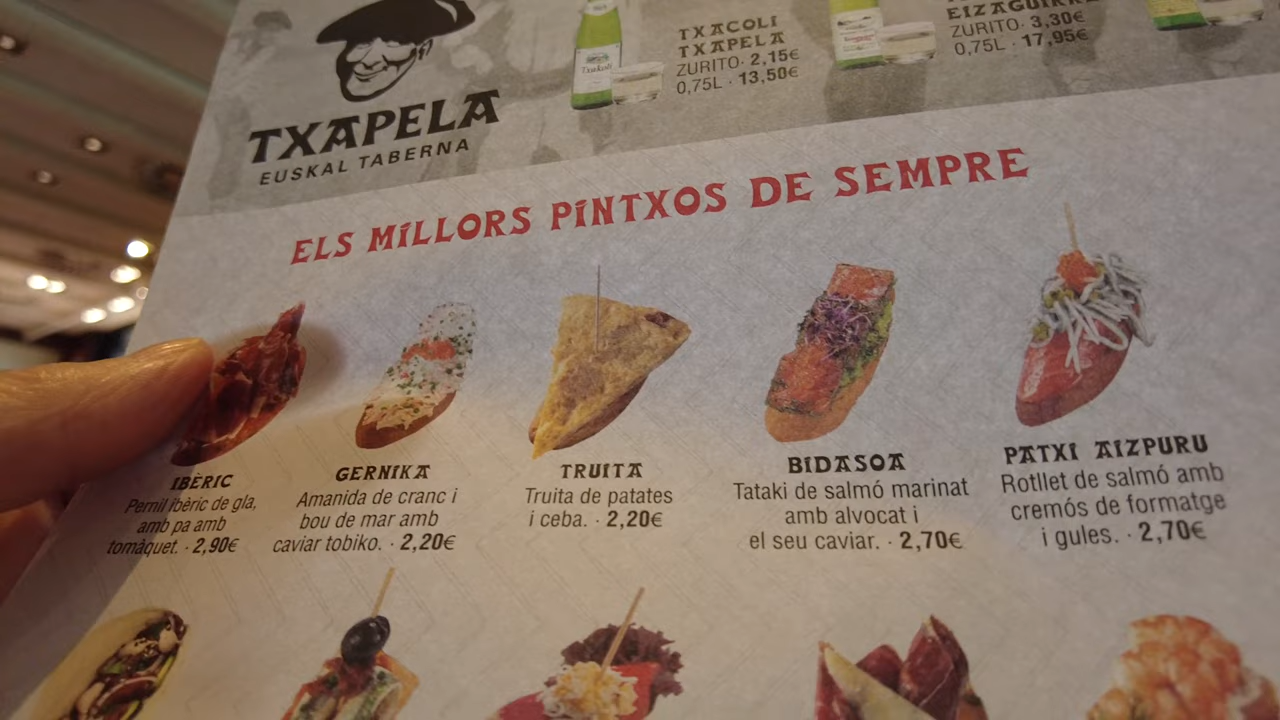 TXAPELA
EUSKAL TABERNA
Txakoli
TXACOLI
TXAPELA
ZURITO· 2,15€
0,75L · 13,50€
EIZAGUIRRE
ZURITO· 3,30€
0,75L · 17,95€
ELS MILLORS PINTXOS DE SEMPRE
IBÈRIC
Pernil ibèric de gla,
amb pa amb
tomàquet. · 2,90€
GERNIKA
Amanida de cranc i
bou de mar amb
caviar tobiko. · 2,20€
TRUITA
Truita de patates
i ceba. · 2,20€
BIDASOA
Tataki de salmó marinat
amb alvocat i
el seu caviar. · 2,70€
PATXI AIZPURU
Rotllet de salmó amb
cremós de formatge
i gules. · 2,70€